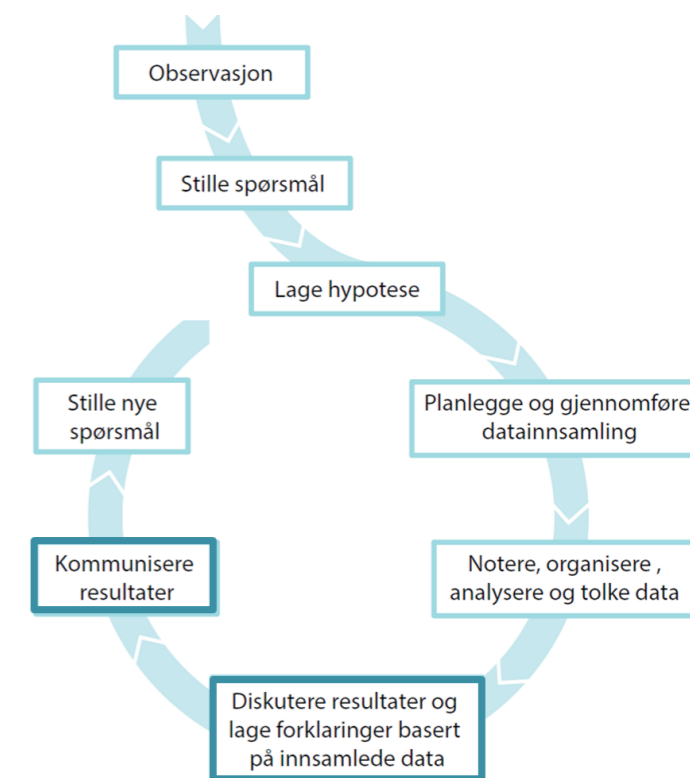 Observasjon
Stille spørsmål
Lage hypotese
Planlegge og gjennomføre
datainnsamling
Notere, organisere ,
analysere og tolke data
Diskutere resultater og
lage forklaringer basert
på innsamlede data
Kommunisere
resultater
Stille nye
spørsmål